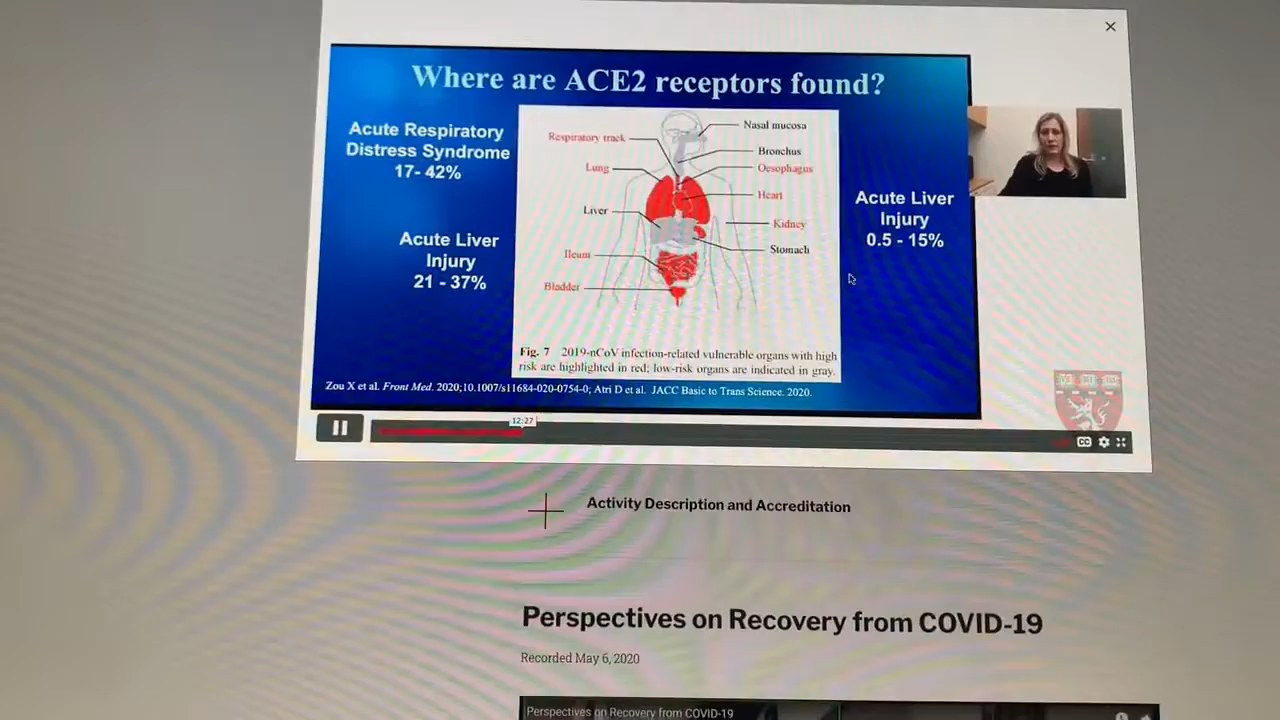 Where are ACE2 receptors found?
Acute Respiratory
Distress Syndrome
17- 42%
Acute Liver
Injury
21 - 37%
Respiratory track
Lung
Liver
Ileum
Bladder
Nasal mucosa
Bronchus
Oesophagus
Heart
Kidney
Stomach
Fig. 7 2019-nCoV infection-related vulnerable organs with high
risk are highlighted in red; low-risk organs are indicated in gray.
Acute Liver
Injury
0.5 - 15%
Zou X et al. Front Med. 2020;10.1007/s11684-020-0754-0; Atri D et al. JACC Basic to Trans Science. 2020.
12:27
CC
Activity Description and Accreditation
Perspectives on Recovery from COVID-19
Recorded May 6, 2020
Perspectives on Recovery from COVID-19